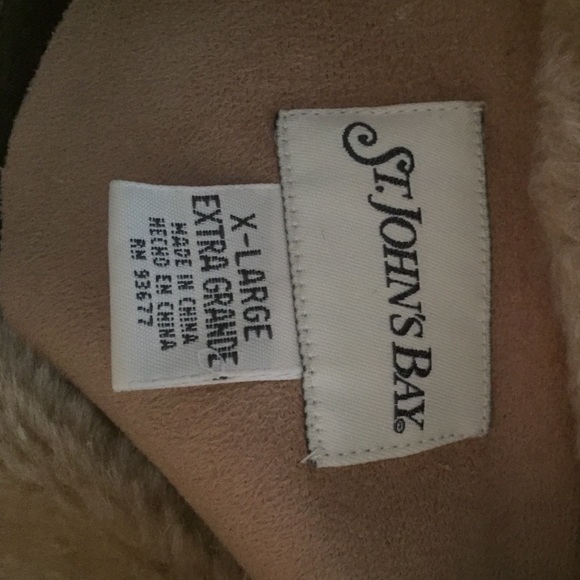 ST. JOHN'S BAY®
X-LARGE
EXTRA GRANDE
MADE IN CHINA
HECHO EN CHINA
RN 93677